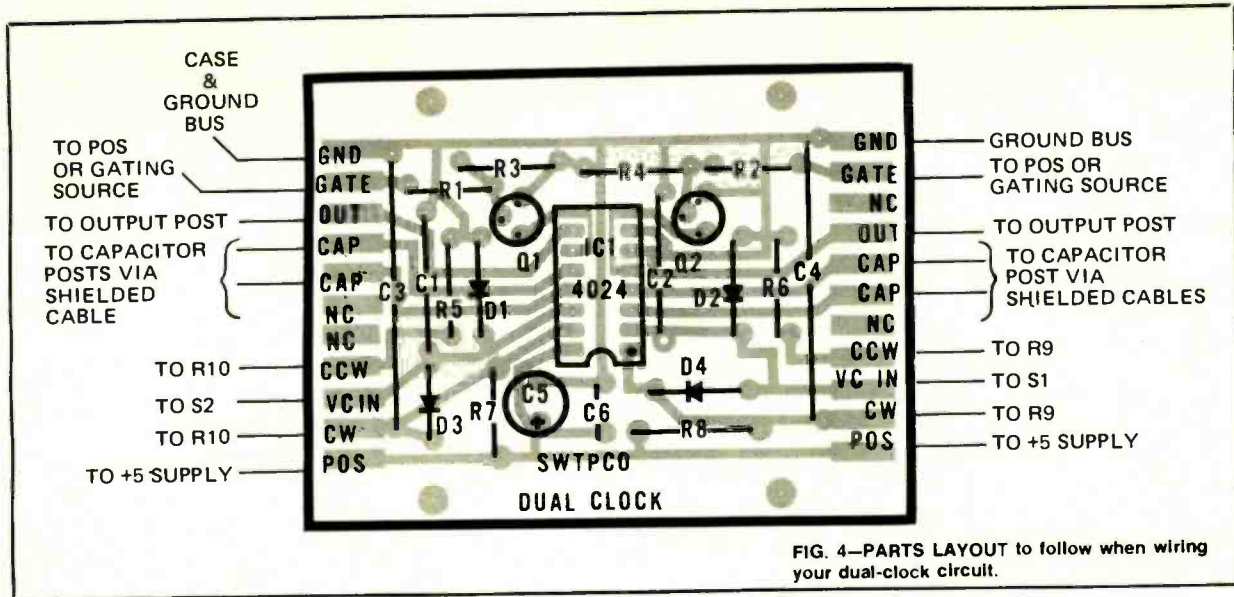 CASE
&
GROUND
BUS
TO POS
OR GATING
SOURCE
TO OUTPUT POST
TO CAPACITOR
POSTS VIA
SHIELDED
CABLE
TO R10
TO S2
TO R10
TO +5 SUPPLY
GND
GATE
OUT
CAP
CAP
NC
NC
CCW
VC IN
CW
POS
R3
R1
R4
R2
Q1
IC1
4024
Q2
C3
C1
R5
D1
C2
D2
R6
C4
D3
R7
C5
+
C6
D4
R8
SWTPCO
DUAL CLOCK
GND
GATE
NC
OUT
CAP
CAP
NC
CCW
VC IN
CW
POS
GROUND BUS
TO POS OR
GATING SOURCE
TO OUTPUT POST
TO CAPACITOR
POST VIA
SHIELDED CABLES
TO R9
TO S1
TO R9
TO +5 SUPPLY
FIG. 4—PARTS LAYOUT to follow when wiring
your dual-clock circuit.